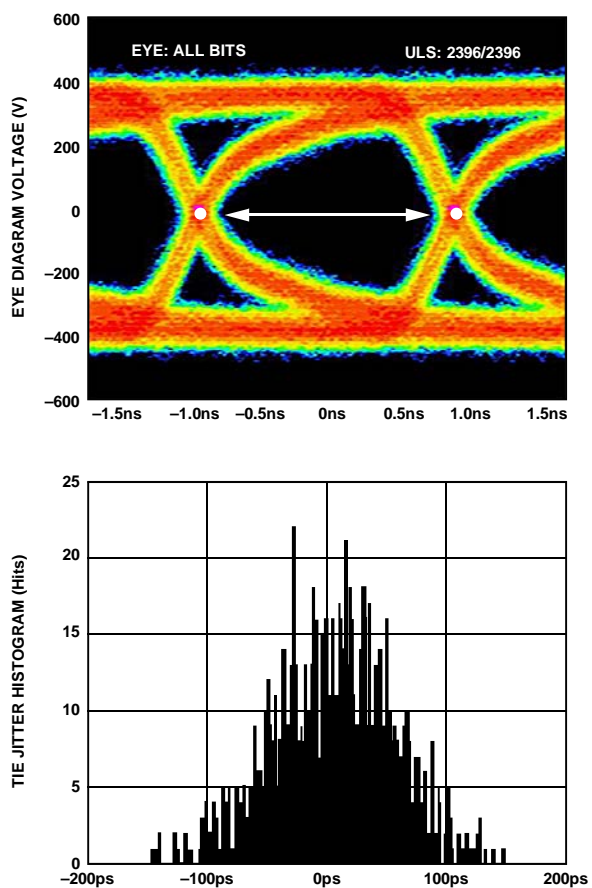 EYE: ALL BITS ULS: 2396/2396
EYE DIAGRAM VOLTAGE (V)
600
400
200
0
–200
–400
–600
–1.5ns –1.0ns –0.5ns 0ns 0.5ns 1.0ns 1.5ns
TIE JITTER HISTOGRAM (Hits)
25
20
15
10
5
0
–200ps –100ps 0ps 100ps 200ps